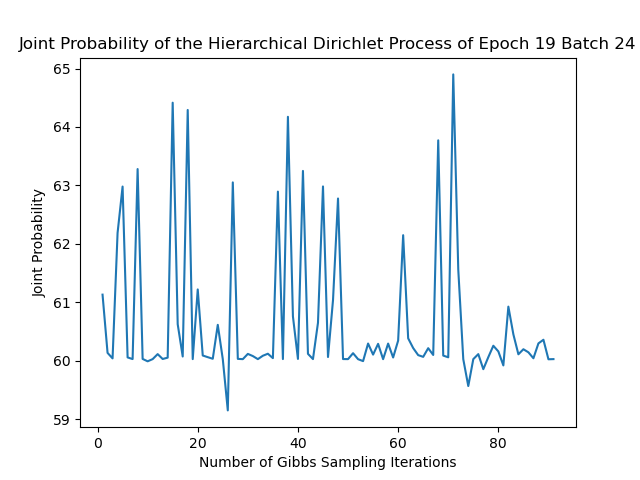 Joint Probability of the Hierarchical Dirichlet Process of Epoch 19 Batch 24
65
64
63
62
61
60
59
Joint Probability
0 20 40 60 80
Number of Gibbs Sampling Iterations